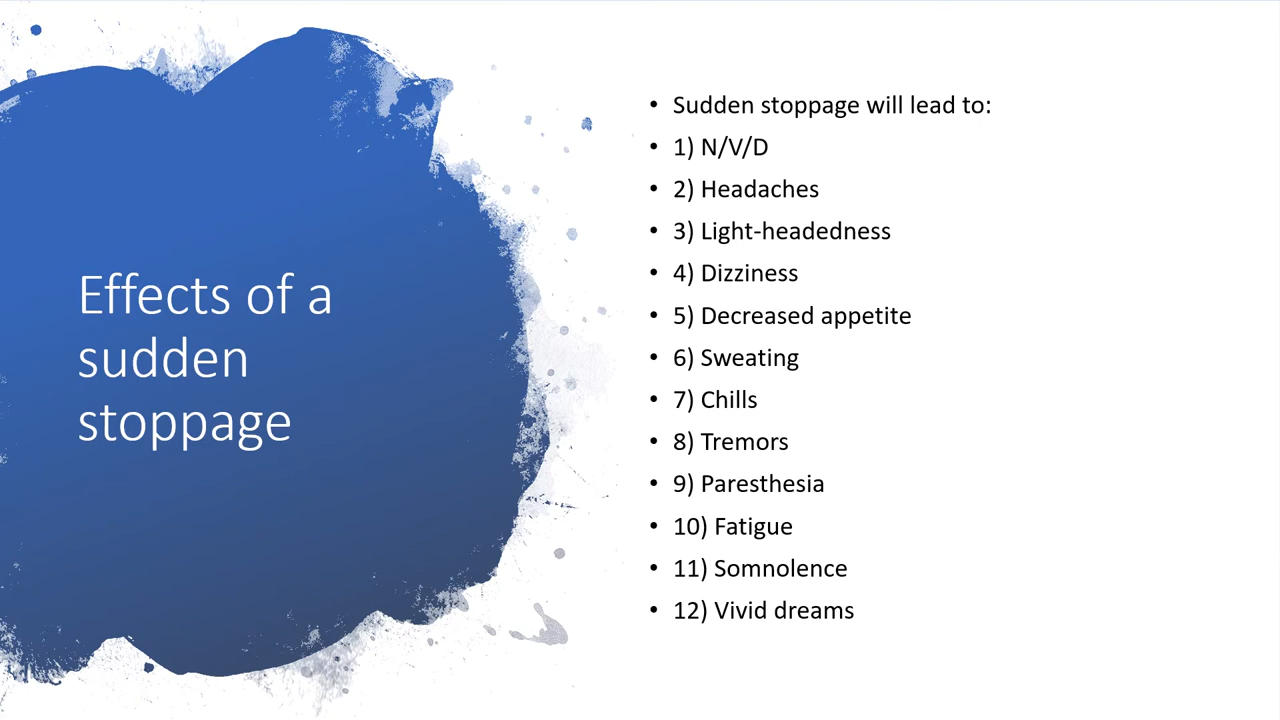 Effects of a
sudden
stoppage
• Sudden stoppage will lead to:
• 1) N/V/D
• 2) Headaches
• 3) Light-headedness
• 4) Dizziness
• 5) Decreased appetite
• 6) Sweating
• 7) Chills
• 8) Tremors
• 9) Paresthesia
• 10) Fatigue
• 11) Somnolence
• 12) Vivid dreams